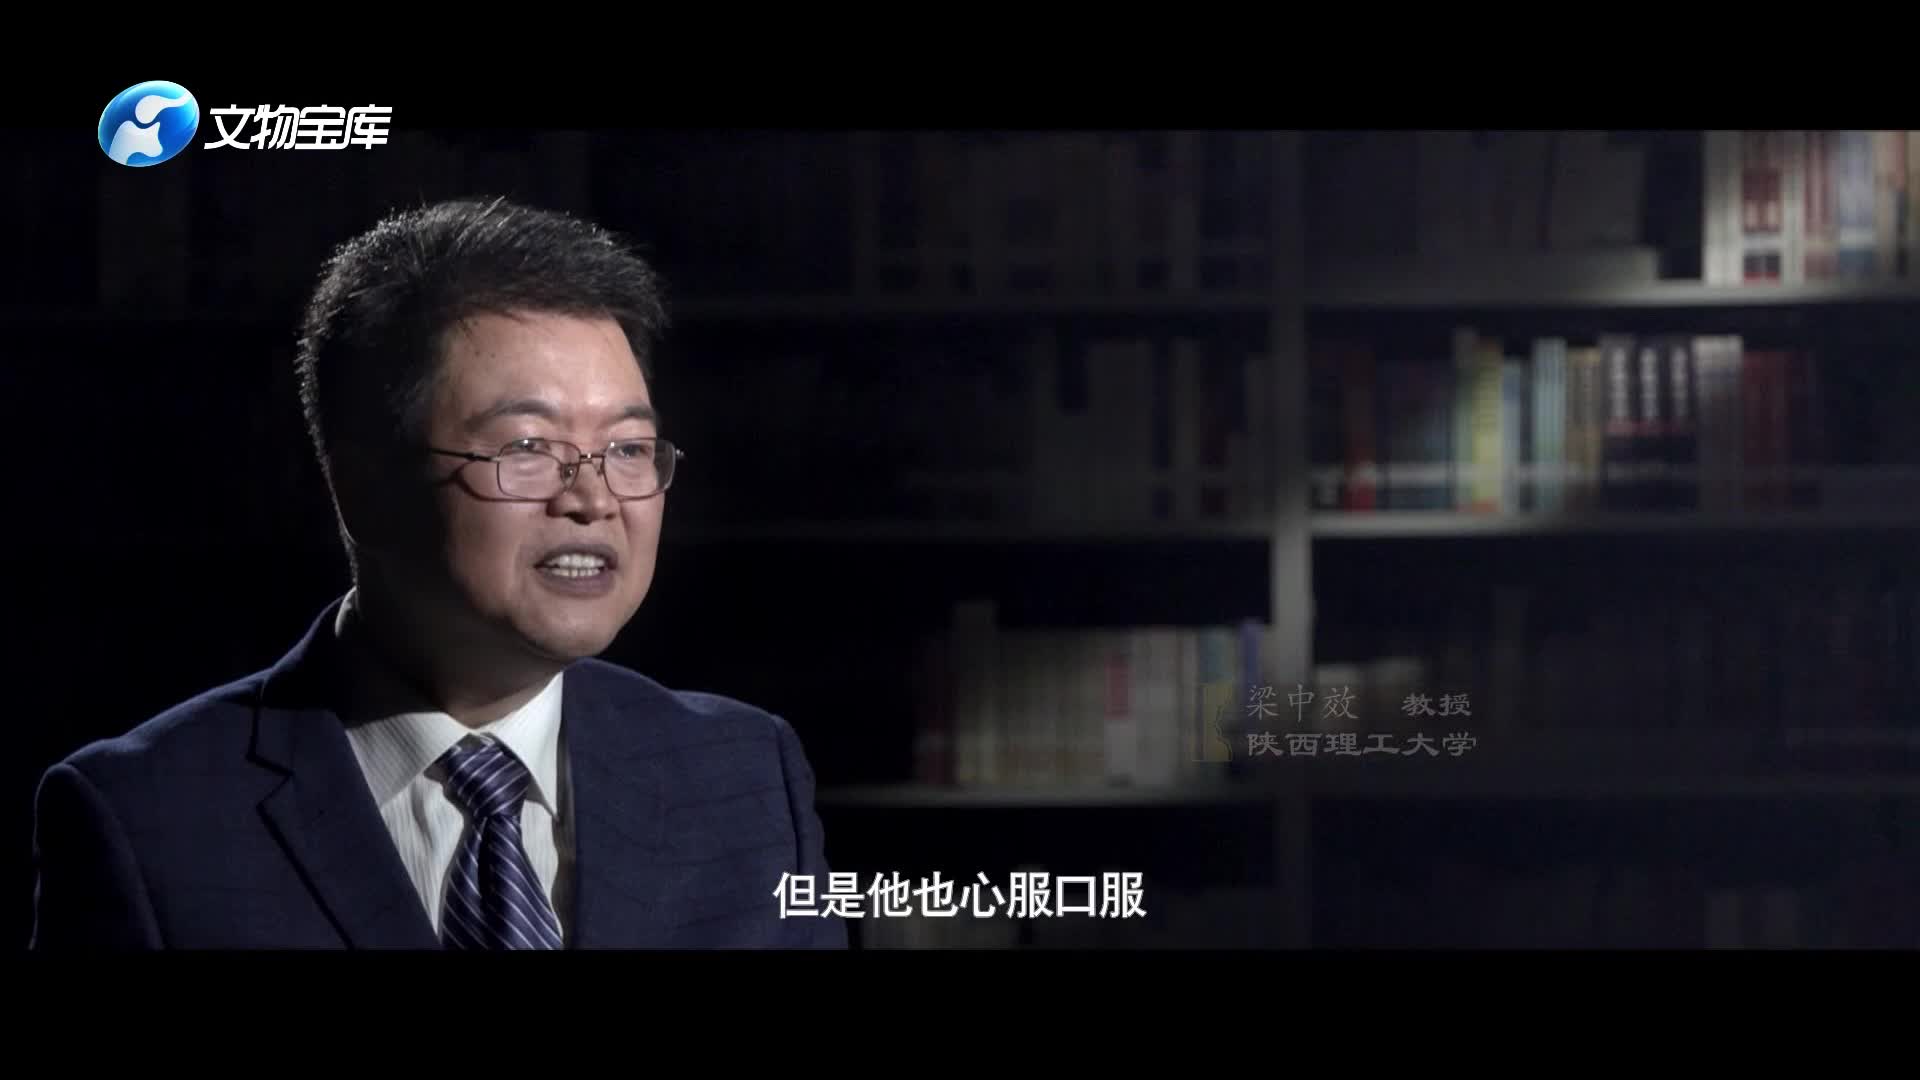 文物宝库
梁中效 教授
陕西理工大学
但是他也心服口服